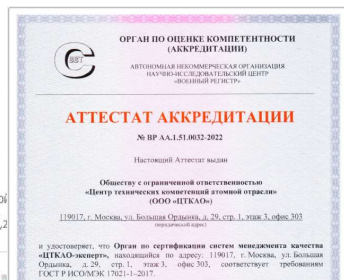 ОРГАН ПО ОЦЕНКЕ КОМПЕТЕНТНОСТИ
(АККРЕДИТАЦИИ)
АВТОНОМНАЯ НЕКОММЕРЧЕСКАЯ ОРГАНИЗАЦИЯ
НАУЧНО-ИССЛЕДОВАТЕЛЬСКИЙ ЦЕНТР
«ВОЕННЫЙ РЕГИСТР»
АТТЕСТАТ АККРЕДИТАЦИИ
№ ВР АА.1.51.0032-2022
Настоящий Аттестат выдан
Обществу с ограниченной ответственностью
«Центр технических компетенций атомной отрасли»
(ООО «ЦТКАО»)
119017, г. Москва, ул. Большая Ордынка, д. 29, стр. 1, этаж 3, офис 303
(юридический адрес)
и удостоверяет, что Орган по сертификации систем менеджмента качества
«ЦТКАО-эксперт», находящийся по адресу: 119017, г. Москва, ул. Большая
Ордынка, д. 29, стр. 1, этаж 3, офис 303, соответствует требованиям
ГОСТ Р ИСО/МЭК 17021-1-2017.